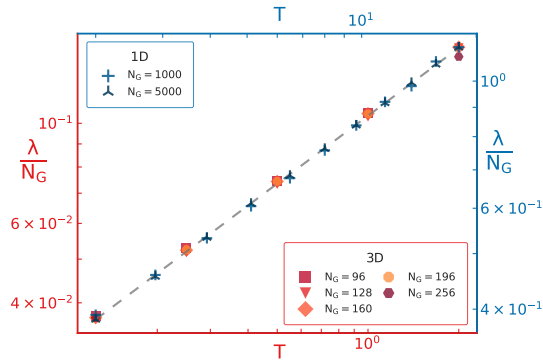 T
10¹
1D
N_G = 1000
N_G = 5000
10⁻¹
6 × 10⁻²
4 × 10⁻²
λ
N_G
10⁰
6 × 10⁻¹
4 × 10⁻¹
λ
N_G
3D
N_G = 96
N_G = 196
N_G = 128
N_G = 256
N_G = 160
10⁰
T